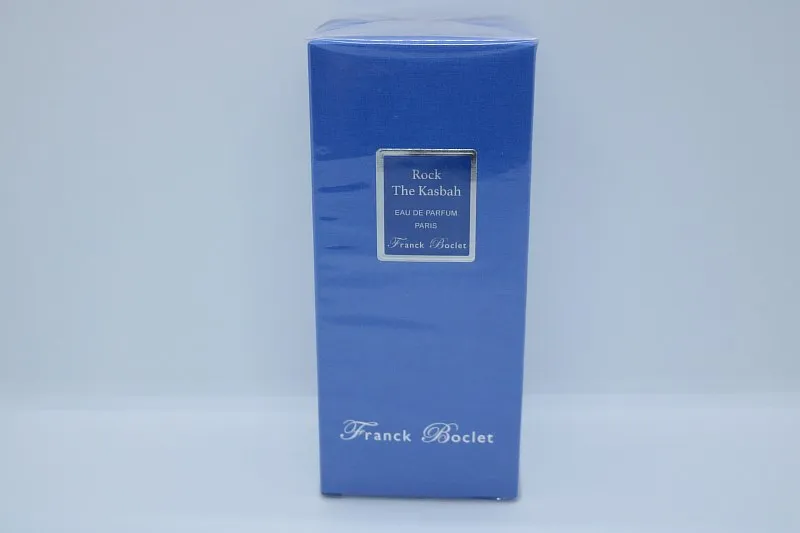 Rock
The Kasbah
EAU DE PARFUM
PARIS
Franck Boclet
Franck Boclet